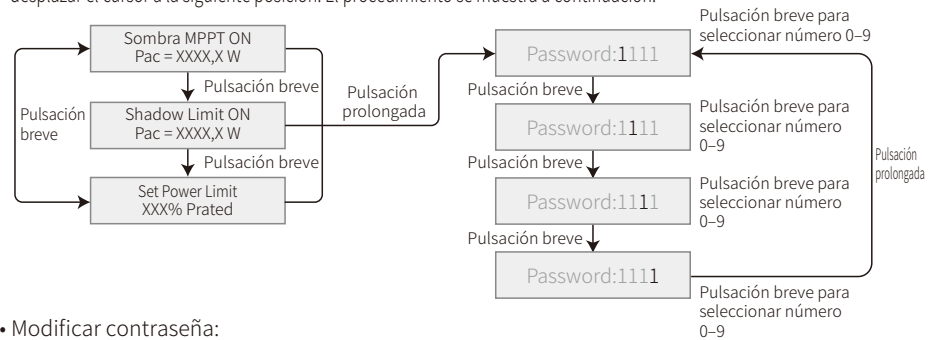 desplazar el cursor a la siguiente posición. El procedimiento se muestra a continuación.
Sombra MPPT ON
Pac = XXXX,X W
Pulsación breve
Shadow Limit ON
Pac = XXXX,X W
Pulsación breve
Set Power Limit
XXX% Prated
Pulsación
breve
Pulsación
prolongada
Password:1111
Pulsación breve para
seleccionar número 0–9
Pulsación breve
Password:1111
Pulsación breve para
seleccionar número
0–9
Pulsación breve
Password:1111
Pulsación breve para
seleccionar número
0–9
Pulsación breve
Password:1111
Pulsación breve para
seleccionar número
0–9
Pulsación
prolongada
• Modificar contraseña: